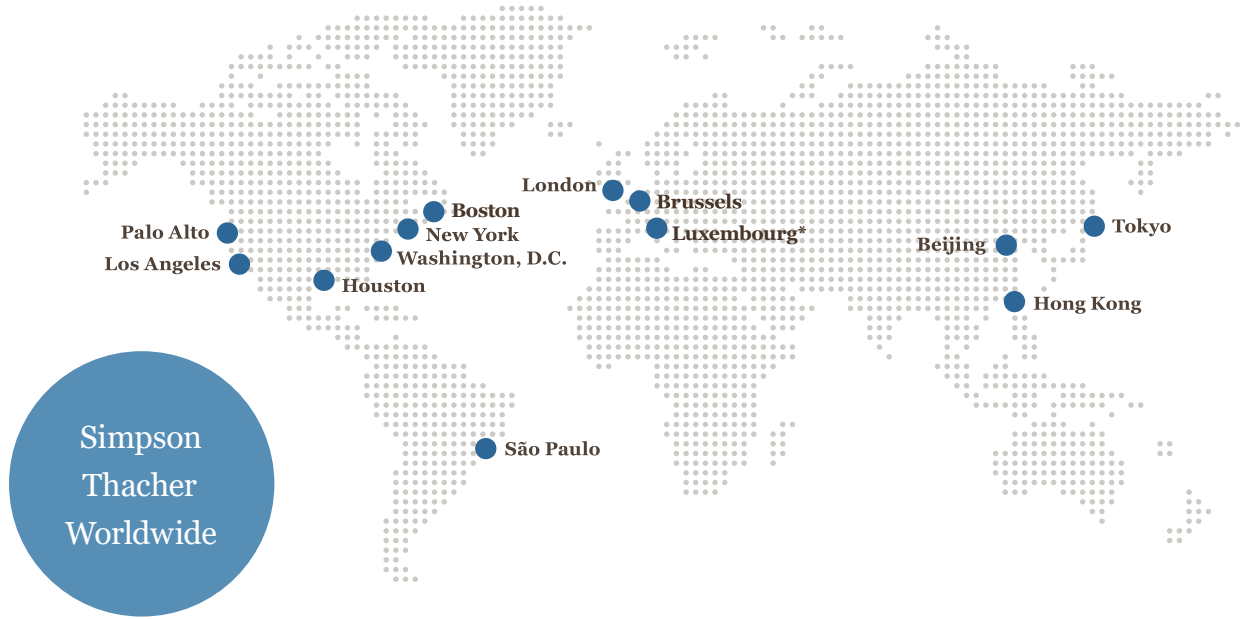 London
Brussels
Boston
Luxembourg*
Tokyo
Palo Alto
New York
Beijing
Washington, D.C.
Los Angeles
Houston
Hong Kong
São Paulo
Simpson
Thacher
Worldwide